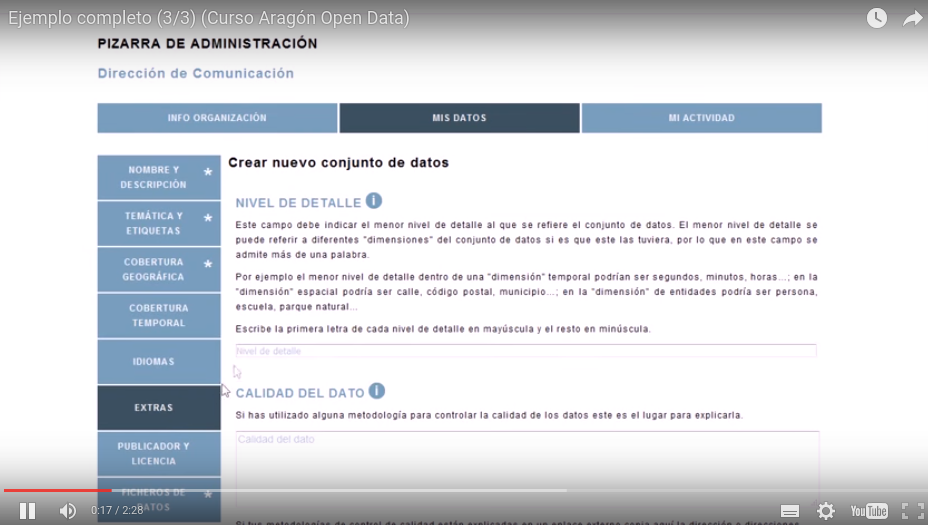 Ejemplo completo (3/3) (Curso Aragón Open Data)
PIZARRA DE ADMINISTRACIÓN
Dirección de Comunicación
INFO ORGANIZACIÓN
MIS DATOS
MI ACTIVIDAD
NOMBRE Y
DESCRIPCIÓN *
TEMÁTICA Y
ETIQUETAS *
COBERTURA
GEOGRÁFICA *
COBERTURA
TEMPORAL
IDIOMAS
EXTRAS
PUBLICADOR Y
LICENCIA
FICHEROS DE
DATOS *
Crear nuevo conjunto de datos
NIVEL DE DETALLE i
Este campo debe indicar el menor nivel de detalle al que se refiere el conjunto de datos. El menor nivel de detalle se
puede referir a diferentes "dimensiones" del conjunto de datos si es que este las tuviera, por lo que en este campo se
admite más de una palabra.
Por ejemplo el menor nivel de detalle dentro de una "dimensión" temporal podrían ser segundos, minutos, horas...; en la
"dimensión" espacial podría ser calle, código postal, municipio...; en la "dimensión" de entidades podría ser persona,
escuela, parque natural...
Escribe la primera letra de cada nivel de detalle en mayúscula y el resto en minúscula.
Nivel de detalle
CALIDAD DEL DATO i
Si has utilizado alguna metodología para controlar la calidad de los datos este es el lugar para explicarla.
Calidad del dato
Si tus metodologías de control de calidad están explicadas en un enlace externo copia aquí la dirección o direcciones
0:17 / 2:28
YouTube